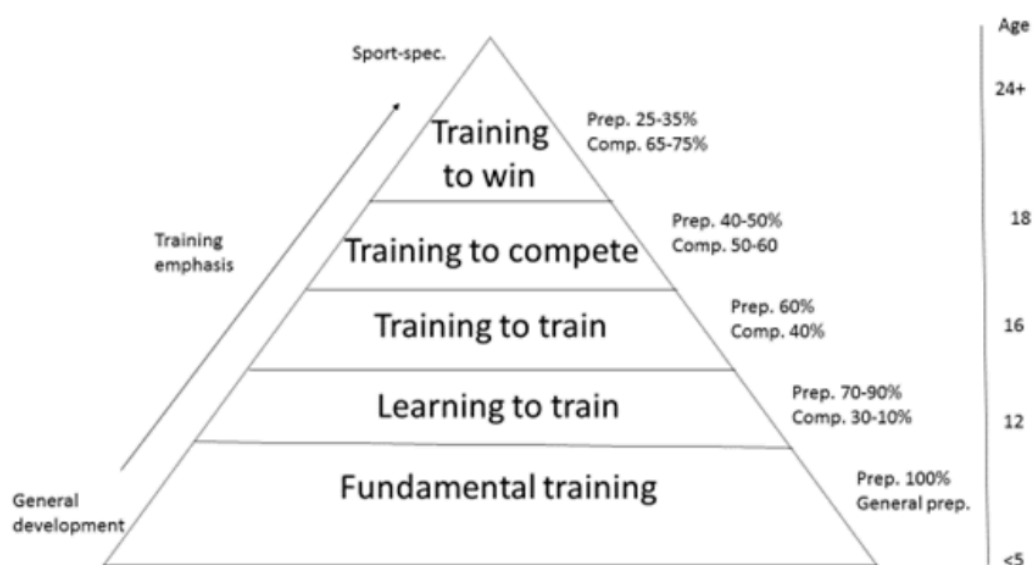 Age
Sport-spec.
24+
Training
to win
Prep. 25-35%
Comp. 65-75%
18
Training
emphasis
Training to compete
Prep. 40-50%
Comp. 50-60
Training to train
Prep. 60%
Comp. 40%
16
Learning to train
Prep. 70-90%
Comp. 30-10%
12
Fundamental training
Prep. 100%
General prep.
General
development
<5